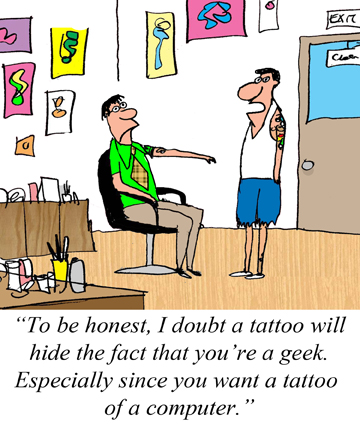 EXIT
“To be honest, I doubt a tattoo will
hide the fact that you’re a geek.
Especially since you want a tattoo
of a computer.”